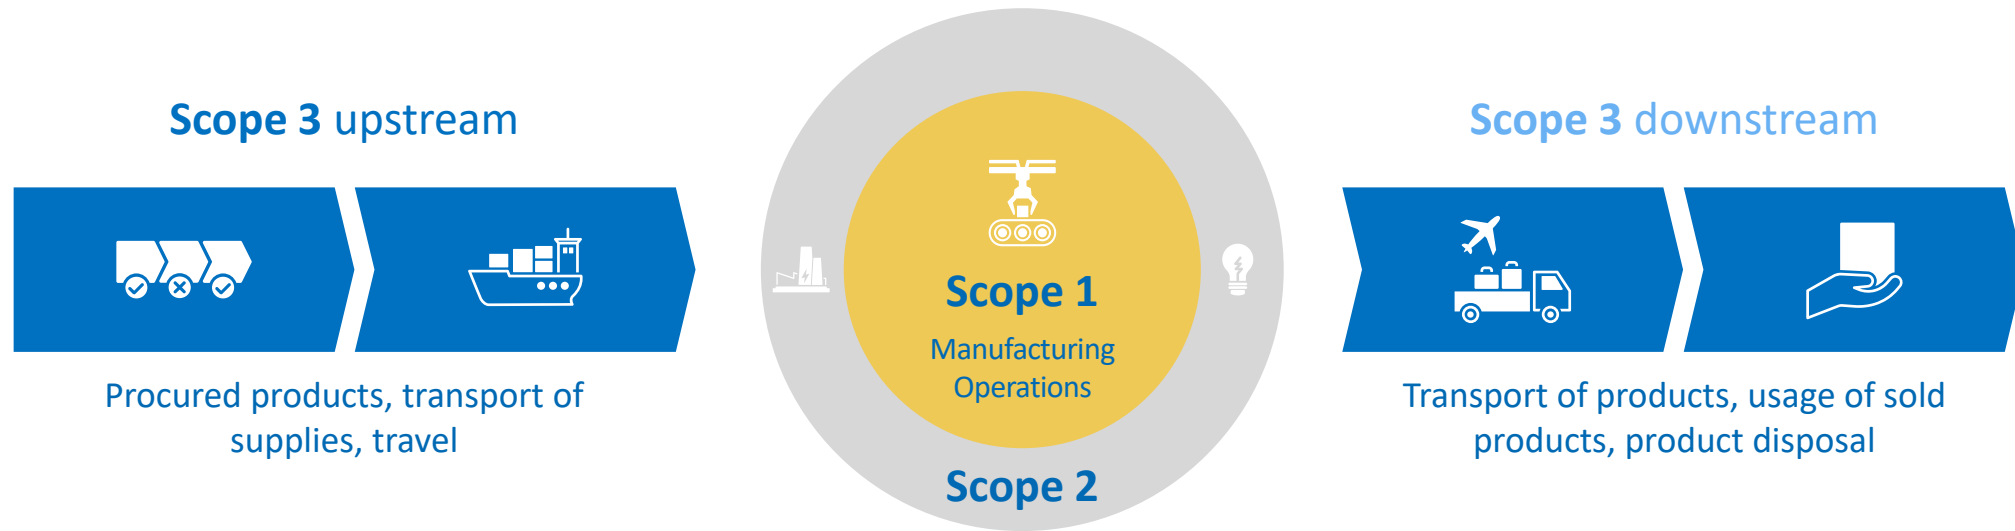 Scope 3 upstream
Procured products, transport of
supplies, travel
Scope 1
Manufacturing
Operations
Scope 2
Scope 3 downstream
Transport of products, usage of sold
products, product disposal